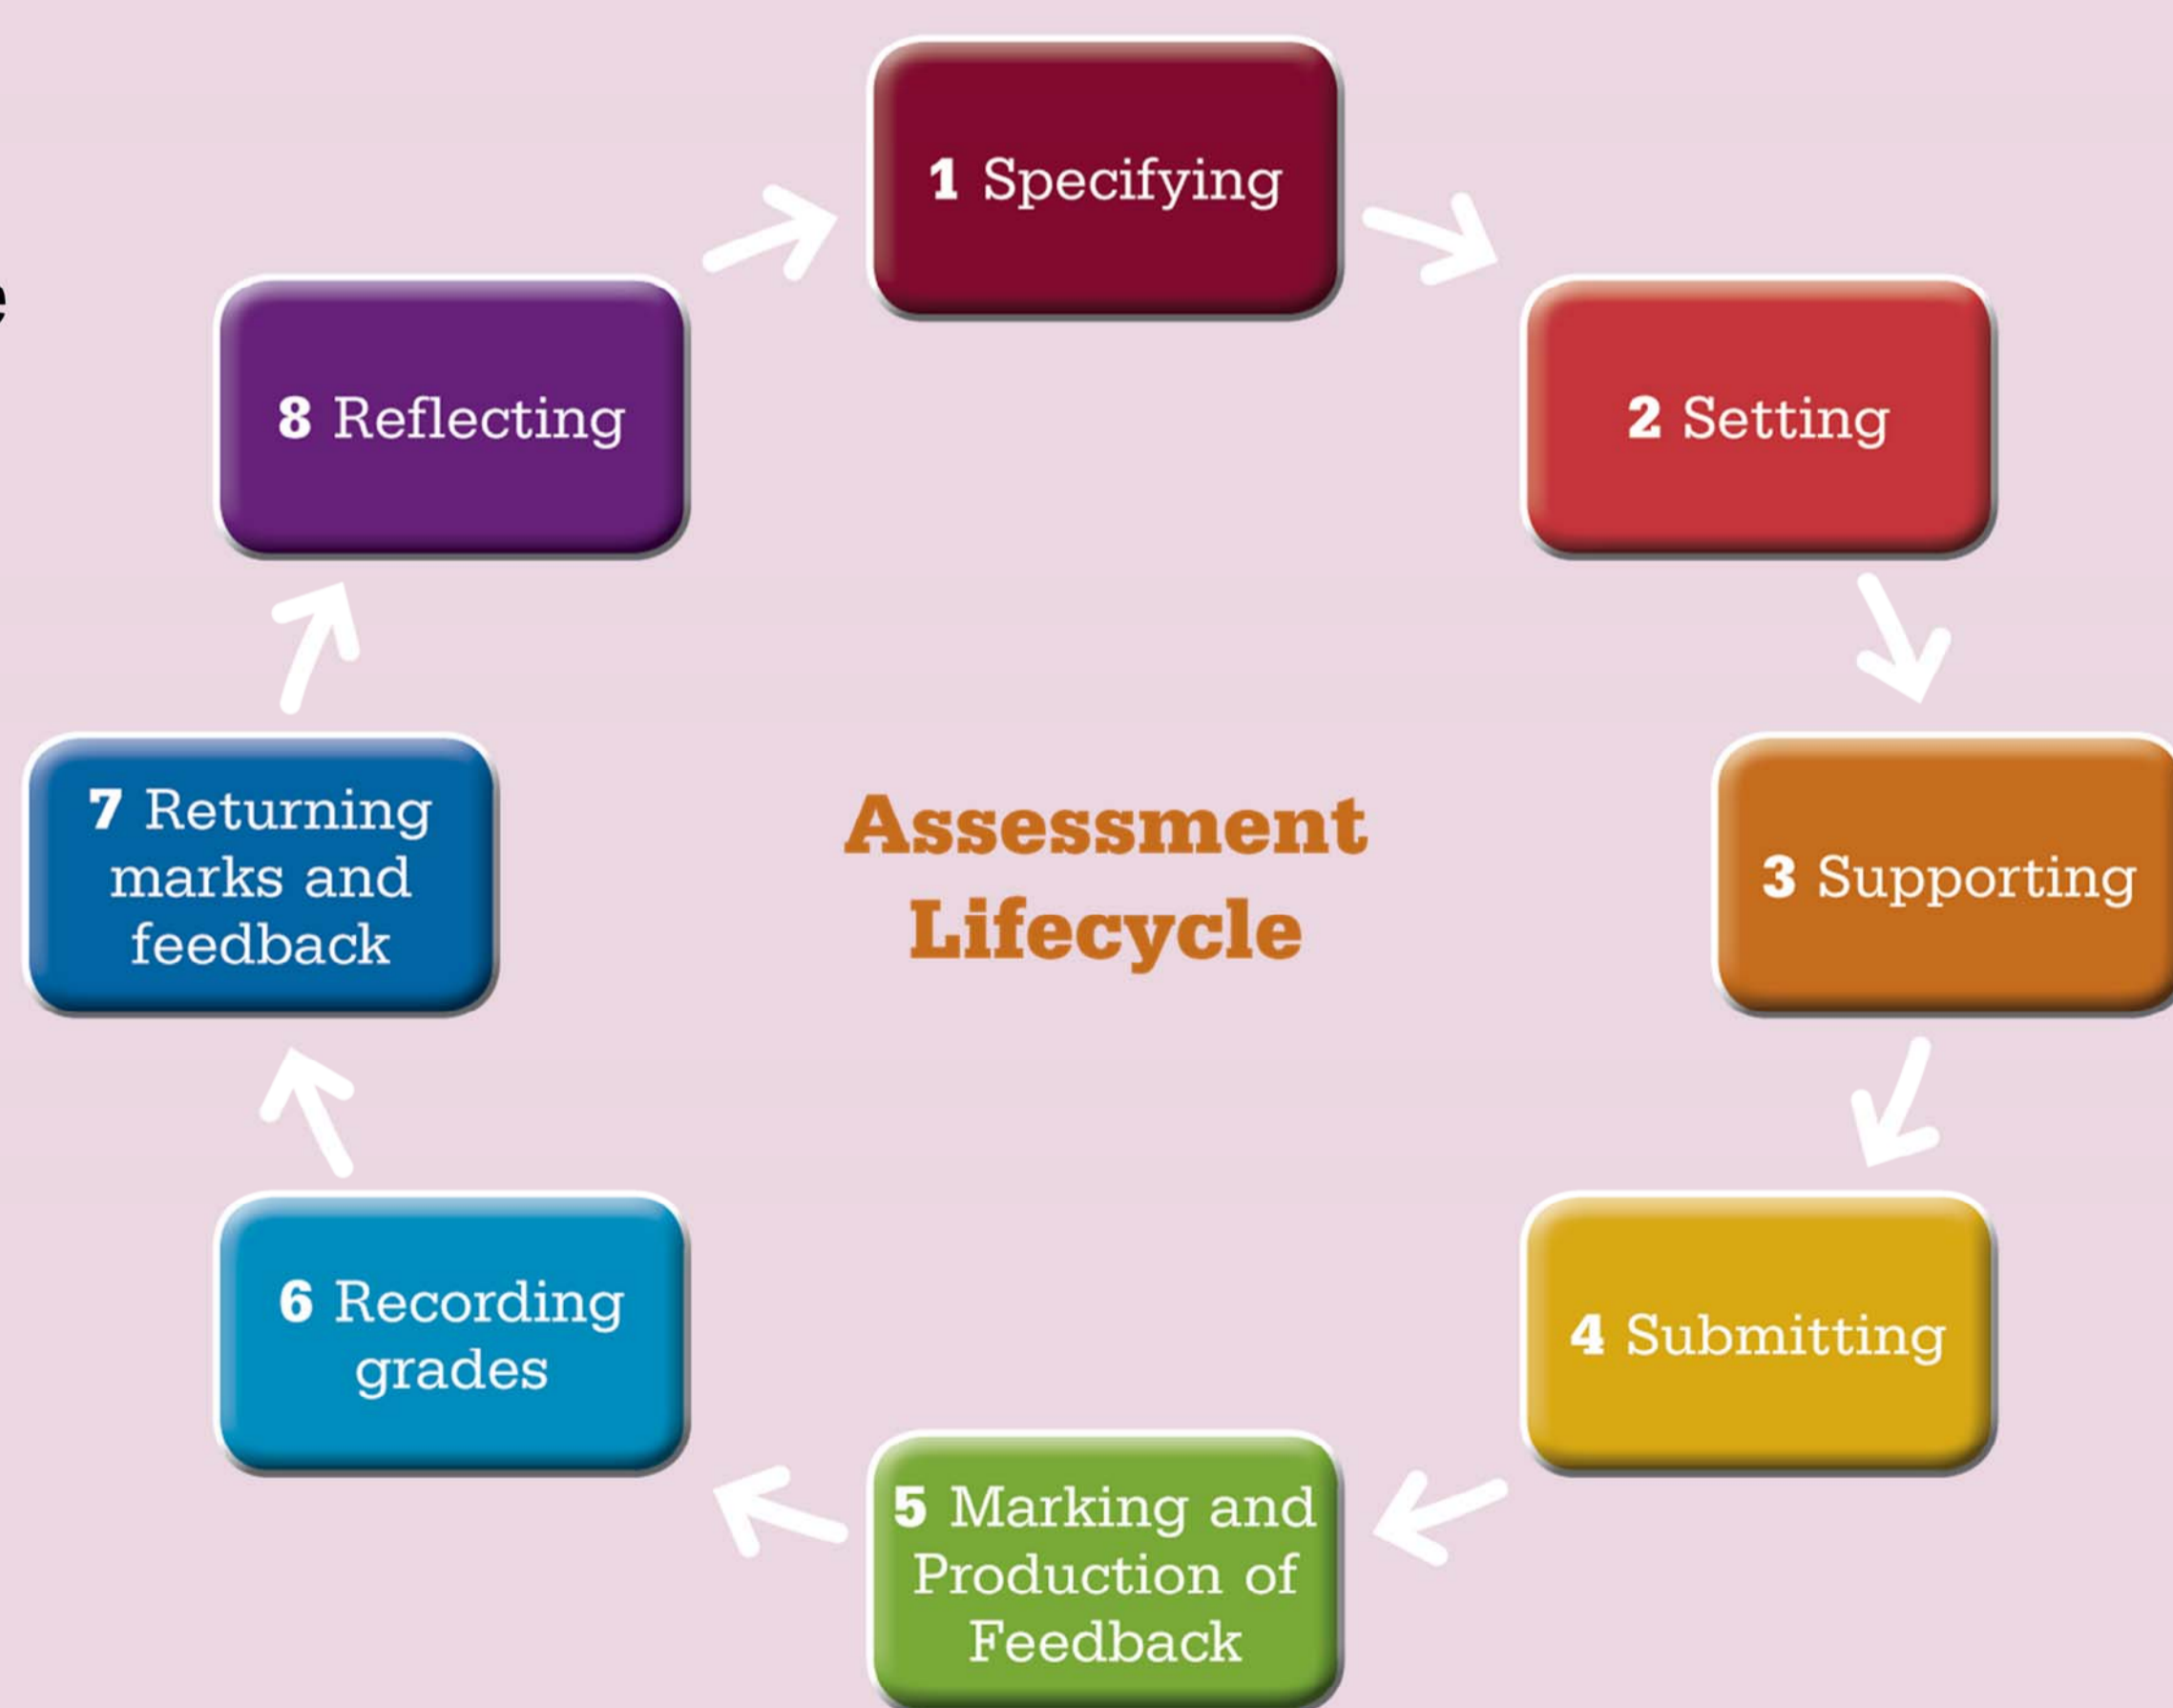 1 Specifying
2 Setting
3 Supporting
4 Submitting
5 Marking and
Production of
Feedback
6 Recording
grades
7 Returning
marks and
feedback
8 Reflecting
Assessment
Lifecycle